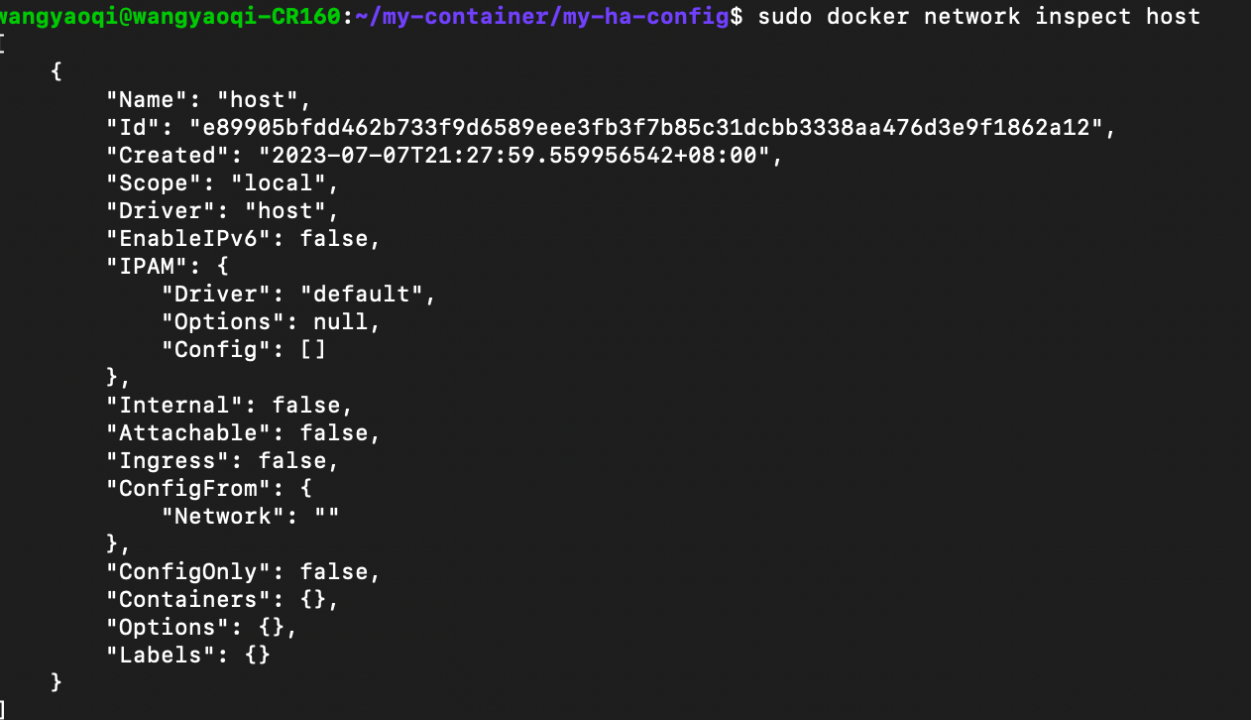 wangyaoqi@wangyaoqi-CR160:~/my-container/my-ha-config$ sudo docker network inspect host
[
    {
        "Name": "host",
        "Id": "e89905bfdd462b733f9d6589eee3fb3f7b85c31dcbb3338aa476d3e9f1862a12",
        "Created": "2023-07-07T21:27:59.559956542+08:00",
        "Scope": "local",
        "Driver": "host",
        "EnableIPv6": false,
        "IPAM": {
            "Driver": "default",
            "Options": null,
            "Config": []
        },
        "Internal": false,
        "Attachable": false,
        "Ingress": false,
        "ConfigFrom": {
            "Network": ""
        },
        "ConfigOnly": false,
        "Containers": {},
        "Options": {},
        "Labels": {}
    }
]